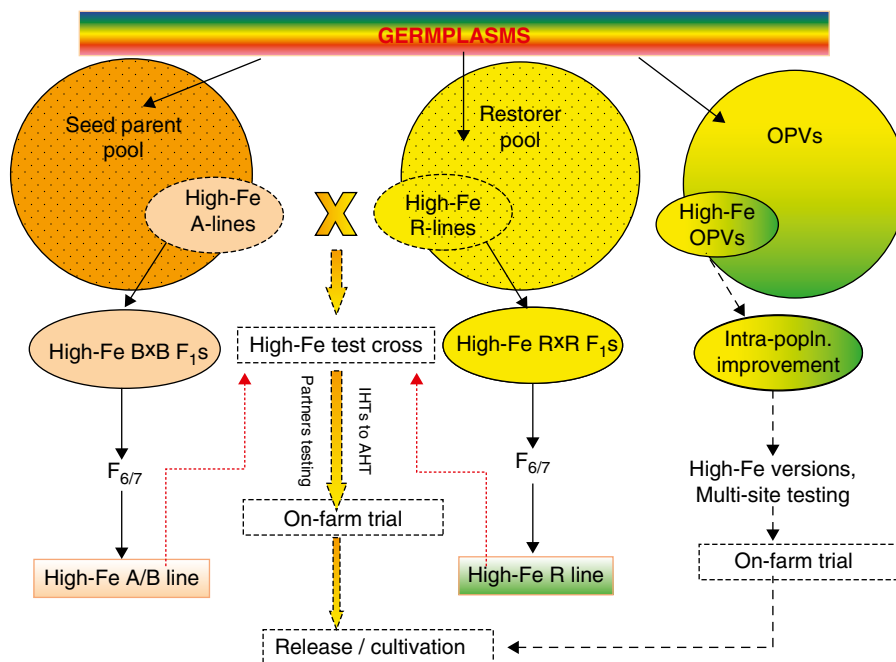 GERMPLASMS
Seed parent
pool
Restorer
pool
OPVs
High-Fe
A-lines
X
High-Fe
R-lines
High-Fe
OPVs
High-Fe BxB F1s
High-Fe test cross
High-Fe RxR F1s
Intra-popln.
improvement
Partners testing
IHTs to AHT
F6/7
F6/7
High-Fe versions,
Multi-site testing
On-farm trial
On-farm trial
High-Fe A/B line
High-Fe R line
Release / cultivation